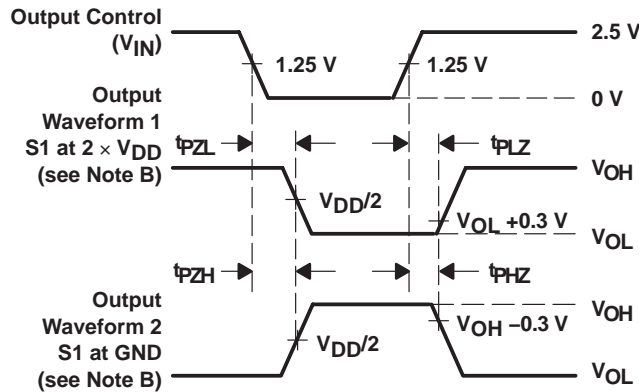 Output Control
(VIN)
2.5 V
1.25 V
1.25 V
0 V
Output
Waveform 1
S1 at 2 × VDD
(see Note B)
tPZL
tPLZ
VOH
VDD/2
VOL +0.3 V
VOL
tPZH
tPHZ
Output
Waveform 2
S1 at GND
(see Note B)
VOH
VOH −0.3 V
VDD/2
VOL